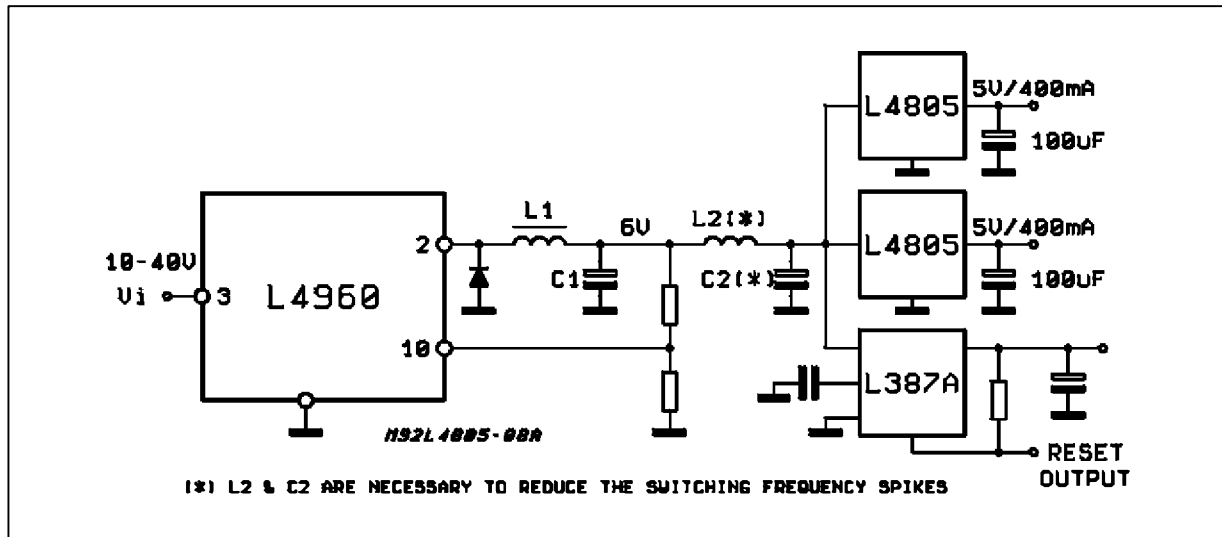 L4805
5V/400mA
100uF
L1
6V
L2(*)
2
L4805
5V/400mA
10-40V
Vi
3
L4960
C1
C2(*)
100uF
10
L387A
M92L4805-08A
RESET
OUTPUT
(*) L2 & C2 ARE NECESSARY TO REDUCE THE SWITCHING FREQUENCY SPIKES